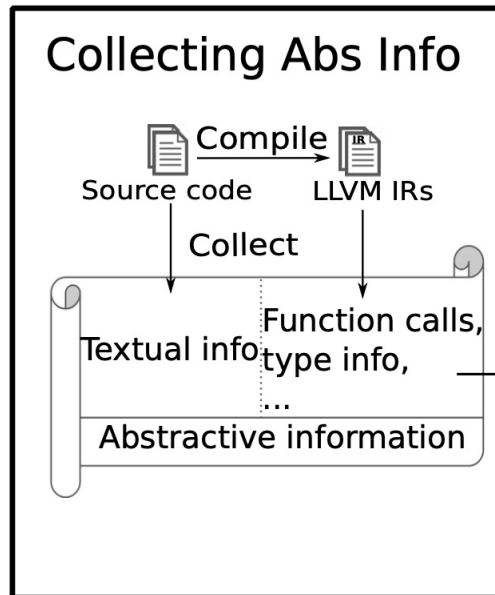 Collecting Abs Info
Compile
IR
Source code
LLVM IRs
Collect
Textual info
Function calls,
type info,
...
Abstractive information